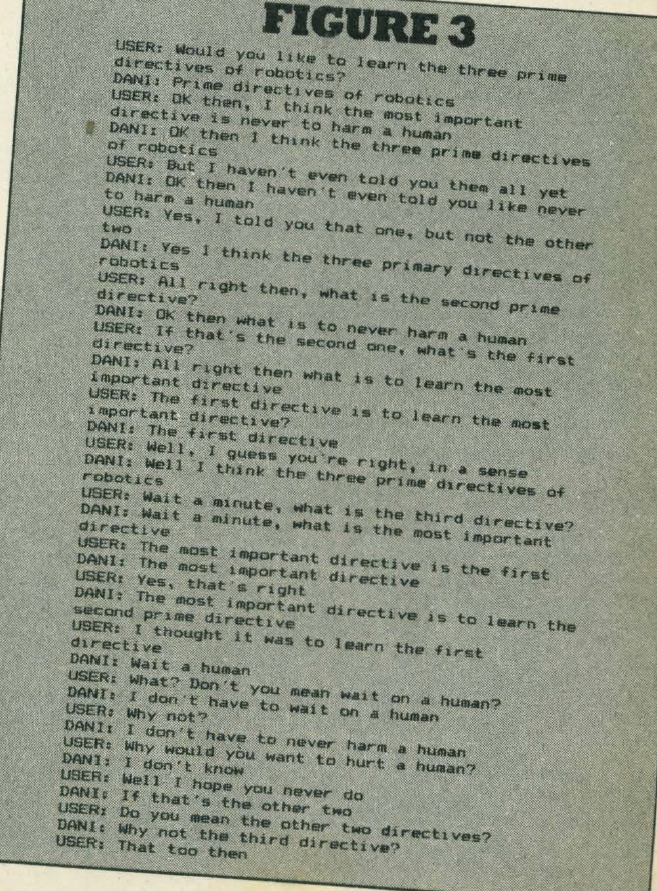 FIGURE 3
USER: Would you like to learn the three prime
directives of robotics?
DANI: Prime directives of robotics
USER: OK then, I think the most important
directive is never to harm a human
DANI: OK then I think the three prime directives
of robotics
USER: But I haven't even told you them all yet
DANI: OK then I haven't even told you like never
to harm a human
USER: Yes, I told you that one, but not the other
two
DANI: Yes I think the three primary directives of
robotics
USER: All right then, what is the second prime
directive?
DANI: OK then what is to never harm a human
USER: If that's the second one, what's the first
directive?
DANI: All right then what is to learn the most
important directive
USER: The first directive is to learn the most
important directive?
DANI: The first directive
USER: Well, I guess you're right, in a sense
DANI: Well I think the three prime directives of
robotics
USER: Wait a minute, what is the third directive?
DANI: Wait a minute, what is the most important
directive
USER: The most important directive is the first
DANI: The most important directive
USER: Yes, that's right
DANI: The most important directive is to learn the
second prime directive
USER: I thought it was to learn the first
directive
DANI: Wait a human
USER: What? Don't you mean wait on a human?
DANI: I don't have to wait on a human
USER: Why not?
DANI: I don't have to never harm a human
USER: Why would you want to hurt a human?
DANI: I don't know
USER: Well I hope you never do
DANI: If that's the other two
USER: Do you mean the other two directives?
DANI: Why not the third directive?
USER: That too then